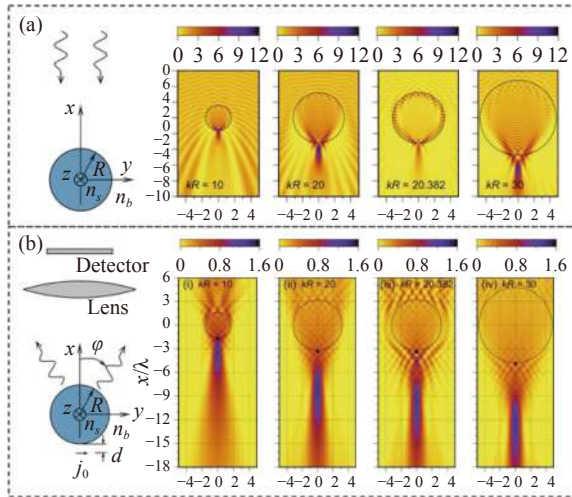 (a)
0 3 6 9 12 0 3 6 9 12 0 3 6 9 12 0 3 6 9 12
x
R
z
n_s
y
n_b
4
2
0
−2
−4
−6
−8
−10
kR = 10
kR = 20
kR = 20.382
kR = 30
−4−2 0 2 4 −4−2 0 2 4 −4−2 0 2 4 −4−2 0 2 4
(b)
Detector
Lens
0 0.8 1.6 0 0.8 1.6 0 0.8 1.6 0 0.8 1.6
(i) kR = 10
(ii) kR = 20
(iii) kR = 20.382
(iv) kR = 30
x
φ
R
z
n_s
y
n_b
j_0
d
x/λ
6
3
0
−3
−6
−9
−12
−15
−18
−4−2 0 2 4 −4−2 0 2 4 −4−2 0 2 4 −4−2 0 2 4